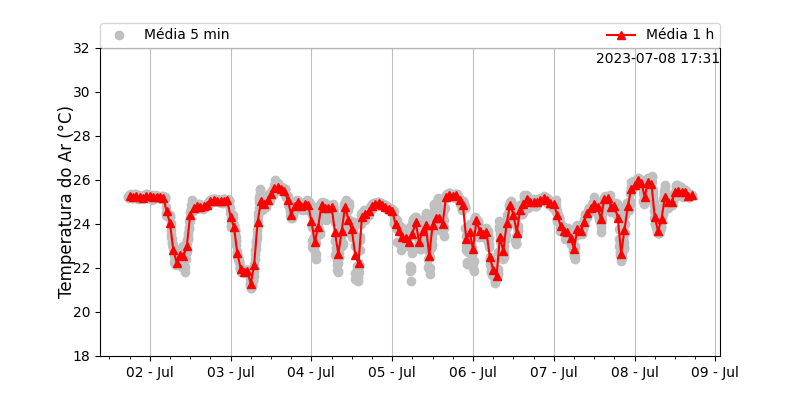 Média 5 min
Média 1 h
2023-07-08 17:31
Temperatura do Ar (°C)
32
30
28
26
24
22
20
18
02 - Jul
03 - Jul
04 - Jul
05 - Jul
06 - Jul
07 - Jul
08 - Jul
09 - Jul